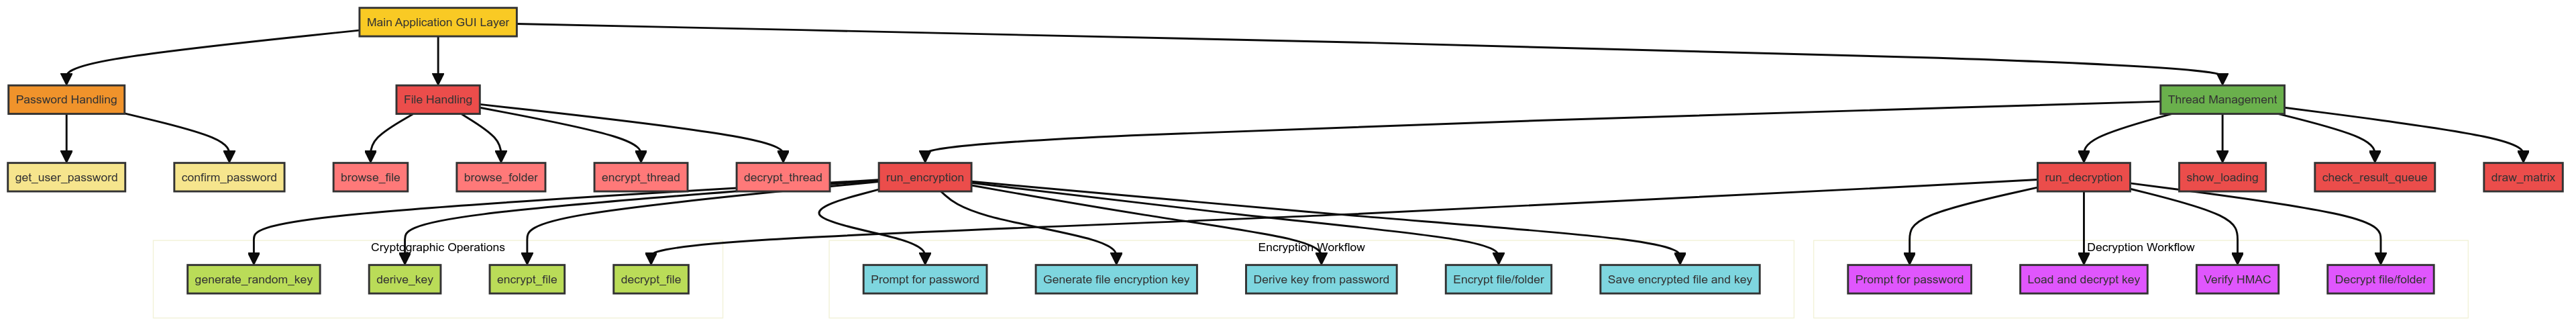 Main Application GUI Layer
Password Handling
File Handling
Thread Management
get_user_password
confirm_password
browse_file
browse_folder
encrypt_thread
decrypt_thread
run_encryption
run_decryption
show_loading
check_result_queue
draw_matrix
Cryptographic Operations
Encryption Workflow
Decryption Workflow
generate_random_key
derive_key
encrypt_file
decrypt_file
Prompt for password
Generate file encryption key
Derive key from password
Encrypt file/folder
Save encrypted file and key
Prompt for password
Load and decrypt key
Verify HMAC
Decrypt file/folder